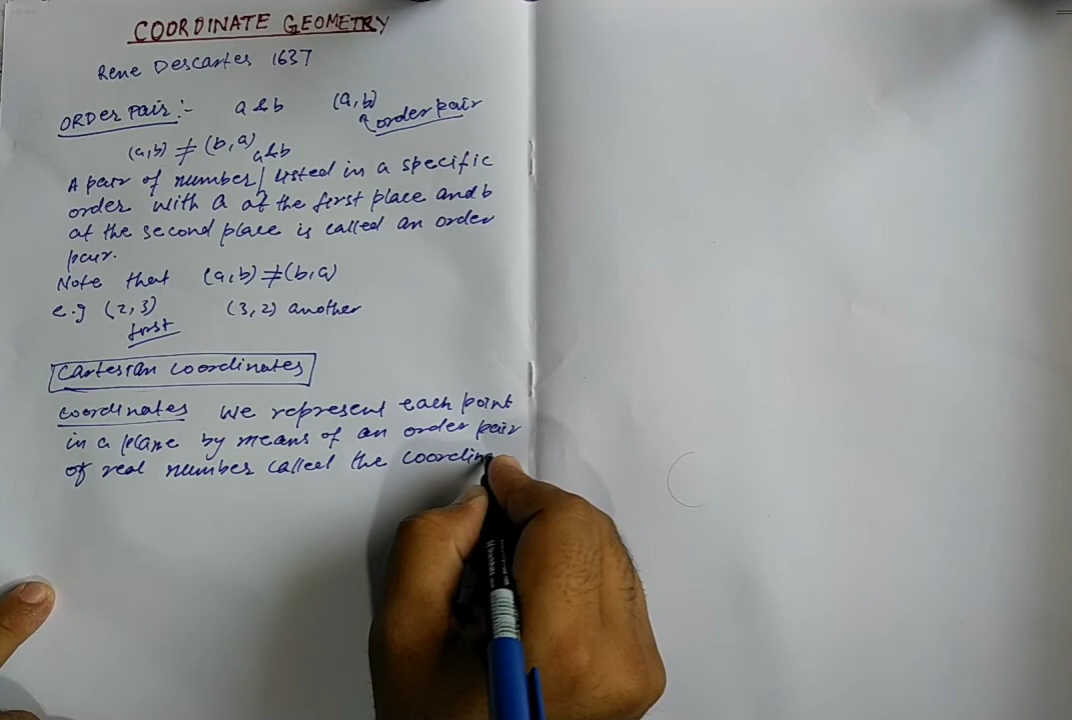 COORDINATE GEOMETRY
Rene Descartes 1637
ORDER Pair :- a & b (a, b)
order pair
(a,b) ≠ (b, a)
a & b
A pair of number / listed in a specific
order with a at the first place and b
at the second place is called an order
pair.
Note that (a, b) ≠ (b, a)
e.g (2, 3) (3, 2) another
first
Cartesian Coordinates
Coordinates We represent each point
in a plane by means of an order pair
of real number called the coordin